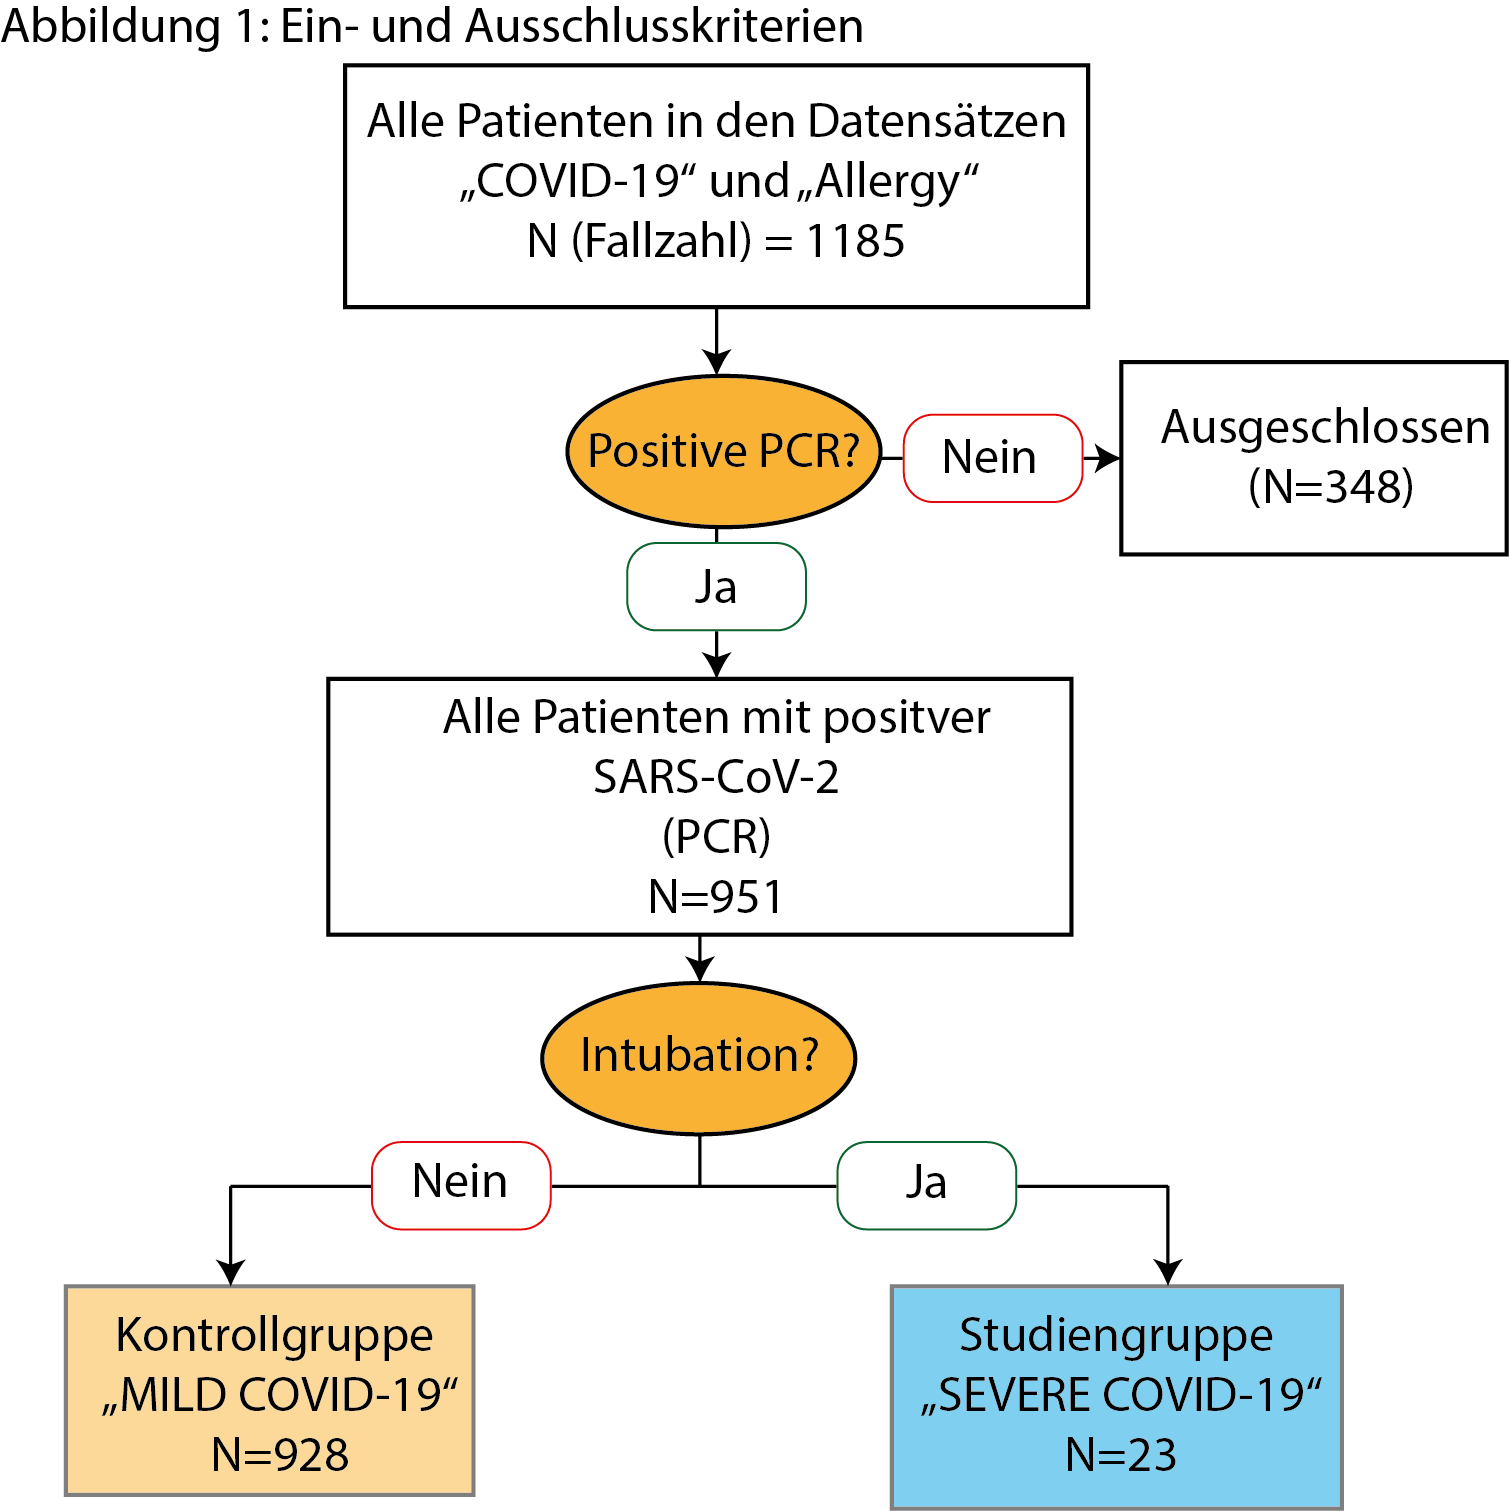 Abbildung 1: Ein- und Ausschlusskriterien
Alle Patienten in den Datensätzen
„COVID-19“ und „Allergy“
N (Fallzahl) = 1185
Positive PCR?
Nein
Ausgeschlossen
(N=348)
Ja
Alle Patienten mit positver
SARS-CoV-2
(PCR)
N=951
Intubation?
Nein
Ja
Kontrollgruppe
„MILD COVID-19“
N=928
Studiengruppe
„SEVERE COVID-19“
N=23